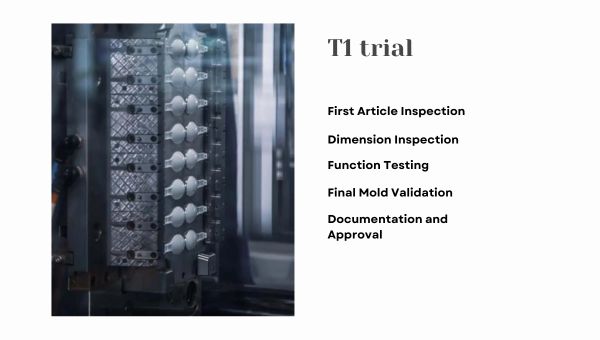 T1 trial
First Article Inspection
Dimension Inspection
Function Testing
Final Mold Validation
Documentation and
Approval